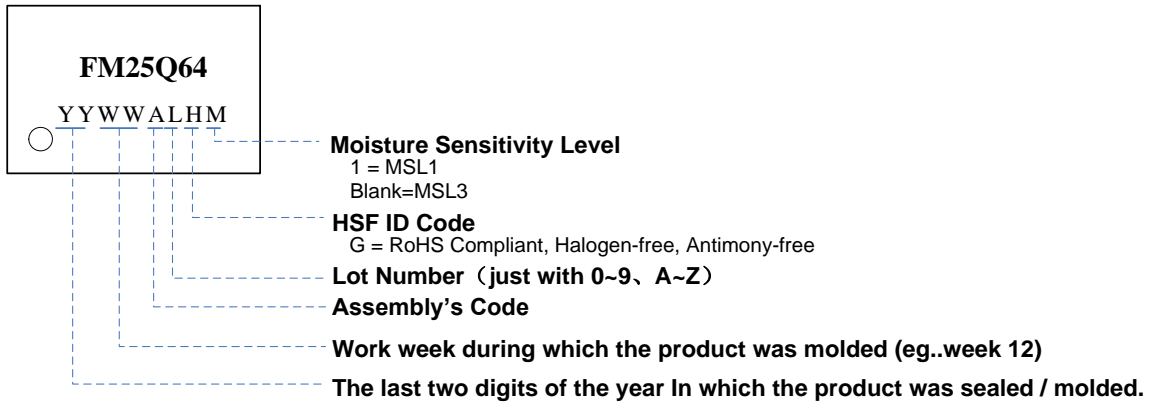 FM25Q64
YYWWALHM
Moisture Sensitivity Level
1 = MSL1
Blank=MSL3
HSF ID Code
G = RoHS Compliant, Halogen-free, Antimony-free
Lot Number（just with 0~9、A~Z）
Assembly's Code
Work week during which the product was molded (eg..week 12)
The last two digits of the year In which the product was sealed / molded.